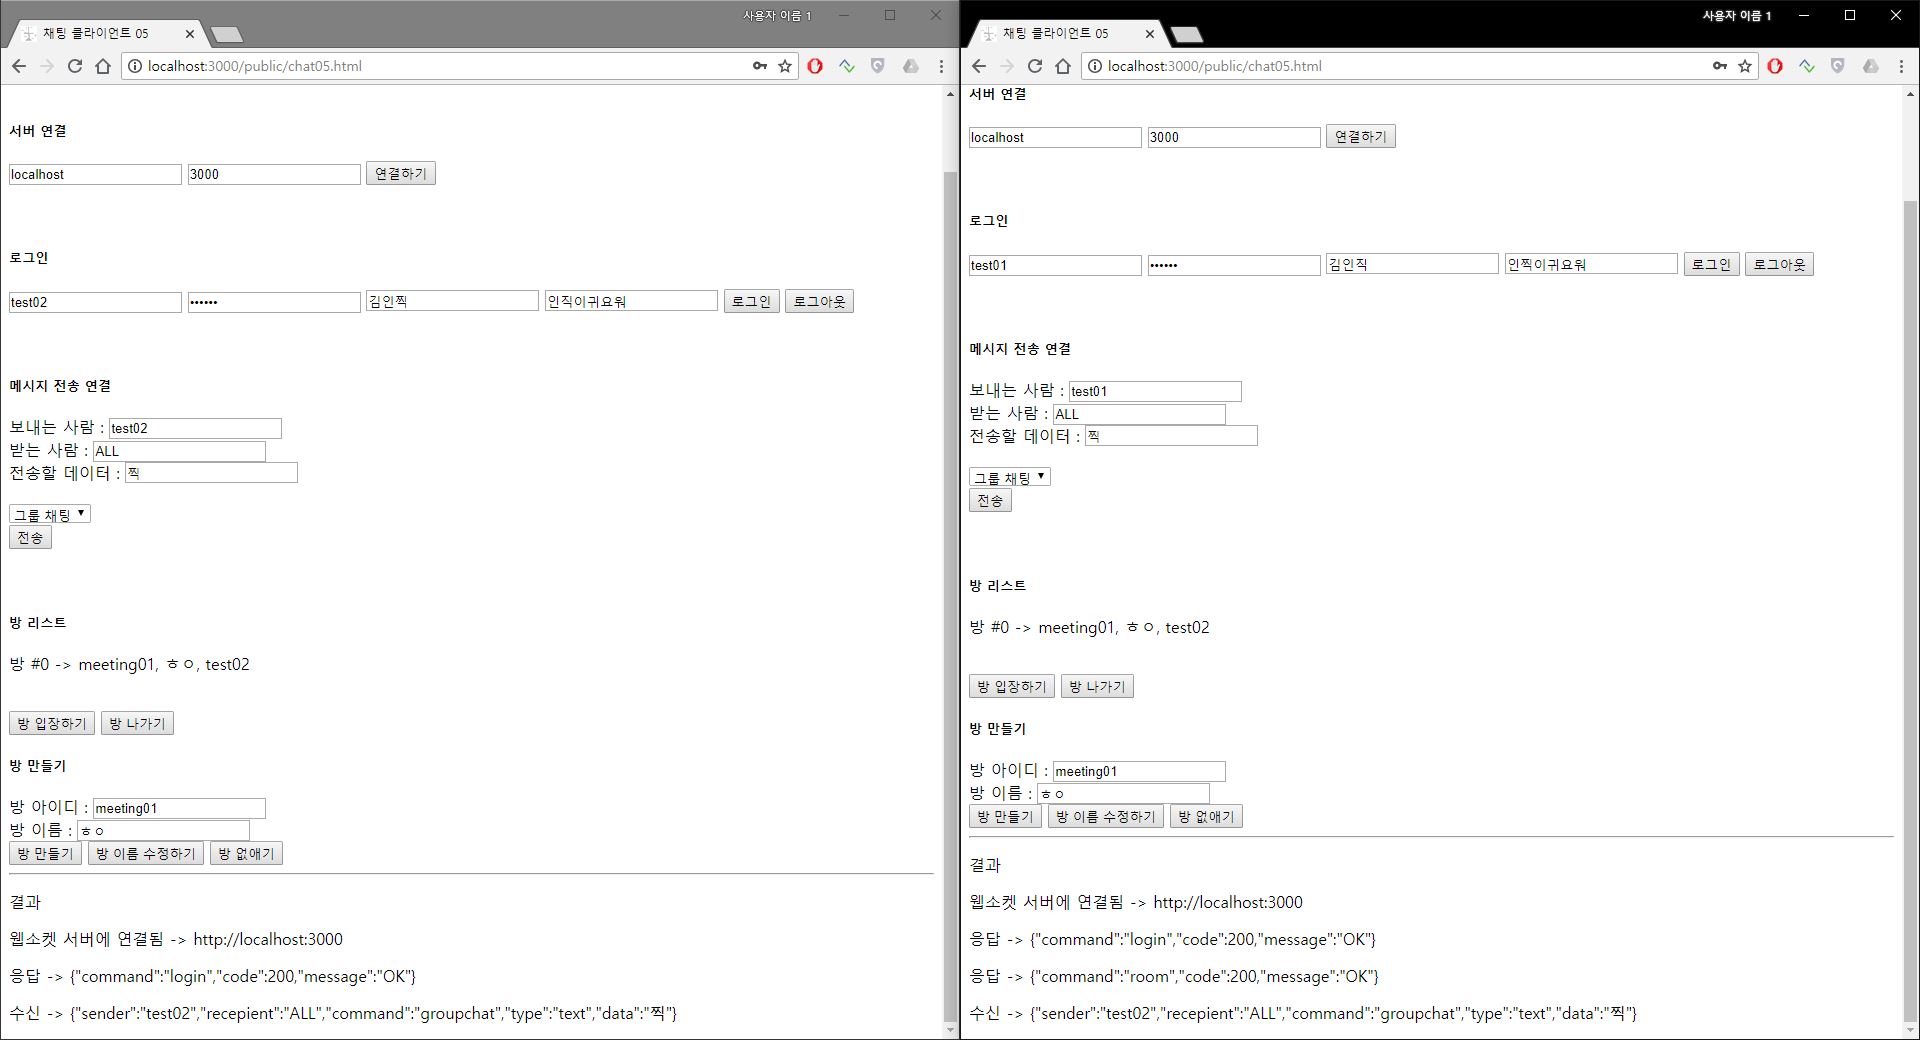 사용자 이름 1
채팅 클라이언트 05
localhost:3000/public/chat05.html
서버 연결
localhost 3000 연결하기
로그인
test02 •••••• 김인찍 인직이귀요워 로그인 로그아웃
메시지 전송 연결
보내는 사람 : test02
받는 사람 : ALL
전송할 데이터 : 찍
그룹 채팅
전송
방 리스트
방 #0 -> meeting01, ㅎㅇ, test02
방 입장하기 방 나가기
방 만들기
방 아이디 : meeting01
방 이름 : ㅎㅇ
방 만들기 방 이름 수정하기 방 없애기
결과
웹소켓 서버에 연결됨 -> http://localhost:3000
응답 -> {"command":"login","code":200,"message":"OK"}
수신 -> {"sender":"test02","recepient":"ALL","command":"groupchat","type":"text","data":"찍"}
사용자 이름 1
채팅 클라이언트 05
localhost:3000/public/chat05.html
서버 연결
localhost 3000 연결하기
로그인
test01 •••••• 김인직 인찍이귀요워 로그인 로그아웃
메시지 전송 연결
보내는 사람 : test01
받는 사람 : ALL
전송할 데이터 : 찍
그룹 채팅
전송
방 리스트
방 #0 -> meeting01, ㅎㅇ, test02
방 입장하기 방 나가기
방 만들기
방 아이디 : meeting01
방 이름 : ㅎㅇ
방 만들기 방 이름 수정하기 방 없애기
결과
웹소켓 서버에 연결됨 -> http://localhost:3000
응답 -> {"command":"login","code":200,"message":"OK"}
응답 -> {"command":"room","code":200,"message":"OK"}
수신 -> {"sender":"test02","recepient":"ALL","command":"groupchat","type":"text","data":"찍"}